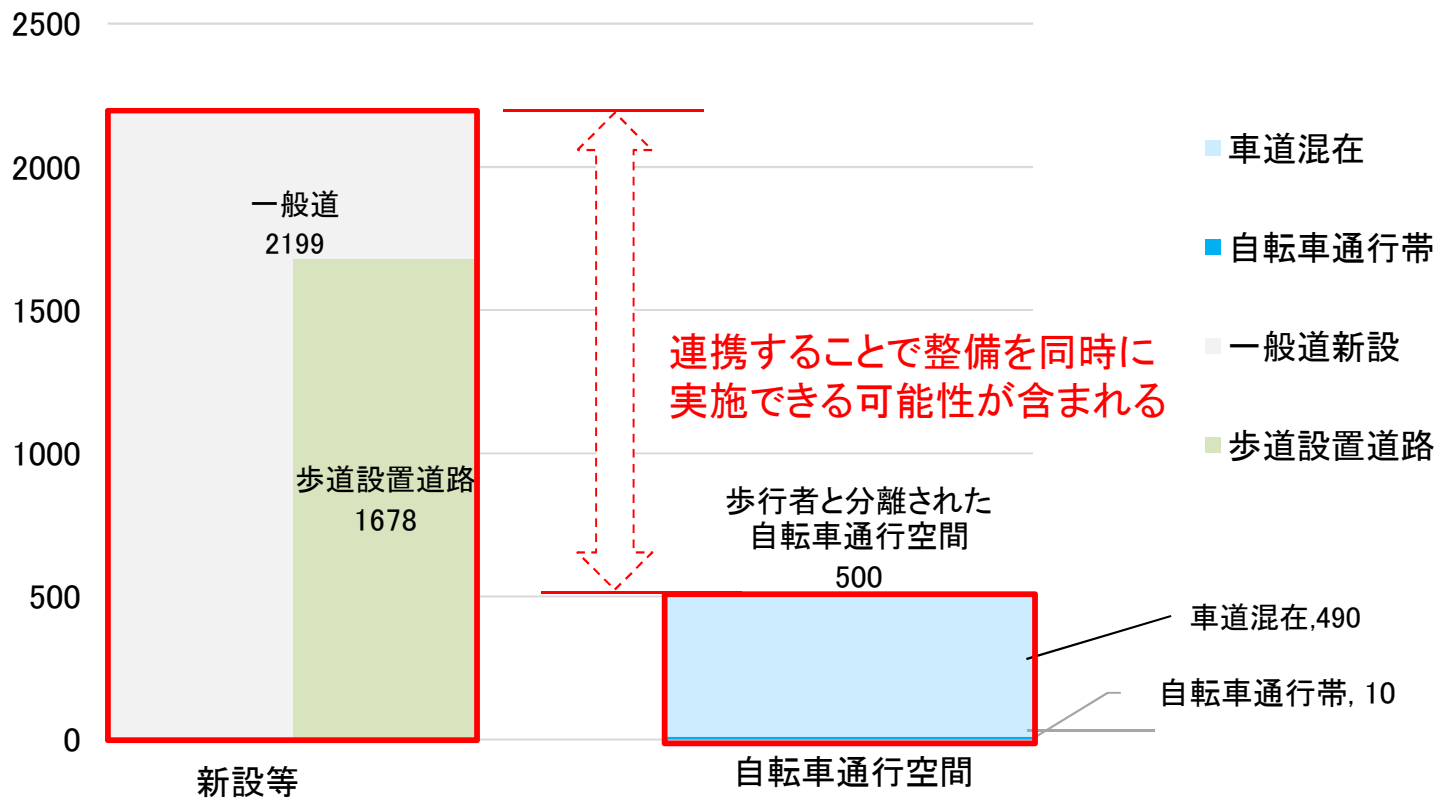 2500
2000
1500
1000
500
0
一般道
2199
歩道設置道路
1678
新設等
連携することで整備を同時に
実施できる可能性が含まれる
歩行者と分離された
自転車通行空間
500
車道混在,490
自転車通行帯, 10
自転車通行空間
車道混在
自転車通行帯
一般道新設
歩道設置道路